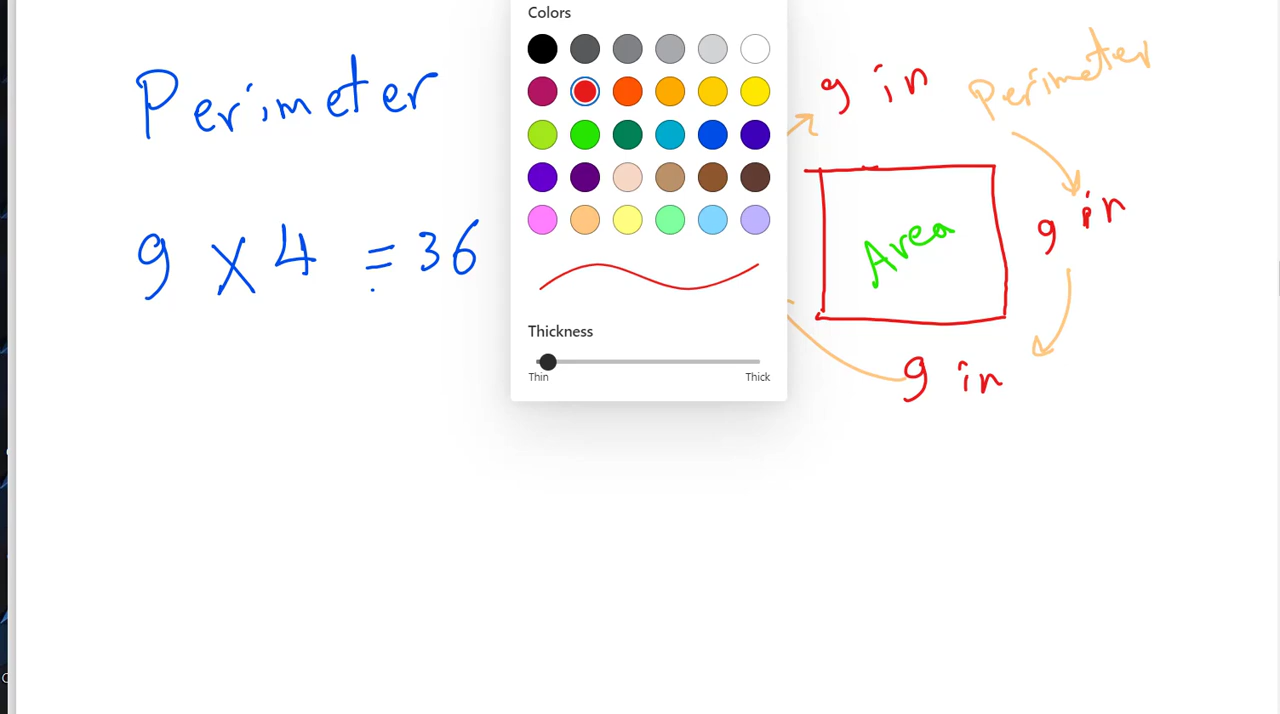 Perimeter
9 x 4 = 36
Colors
Thickness
Thin Thick
9 in
Perimeter
Area
9 in
9 in